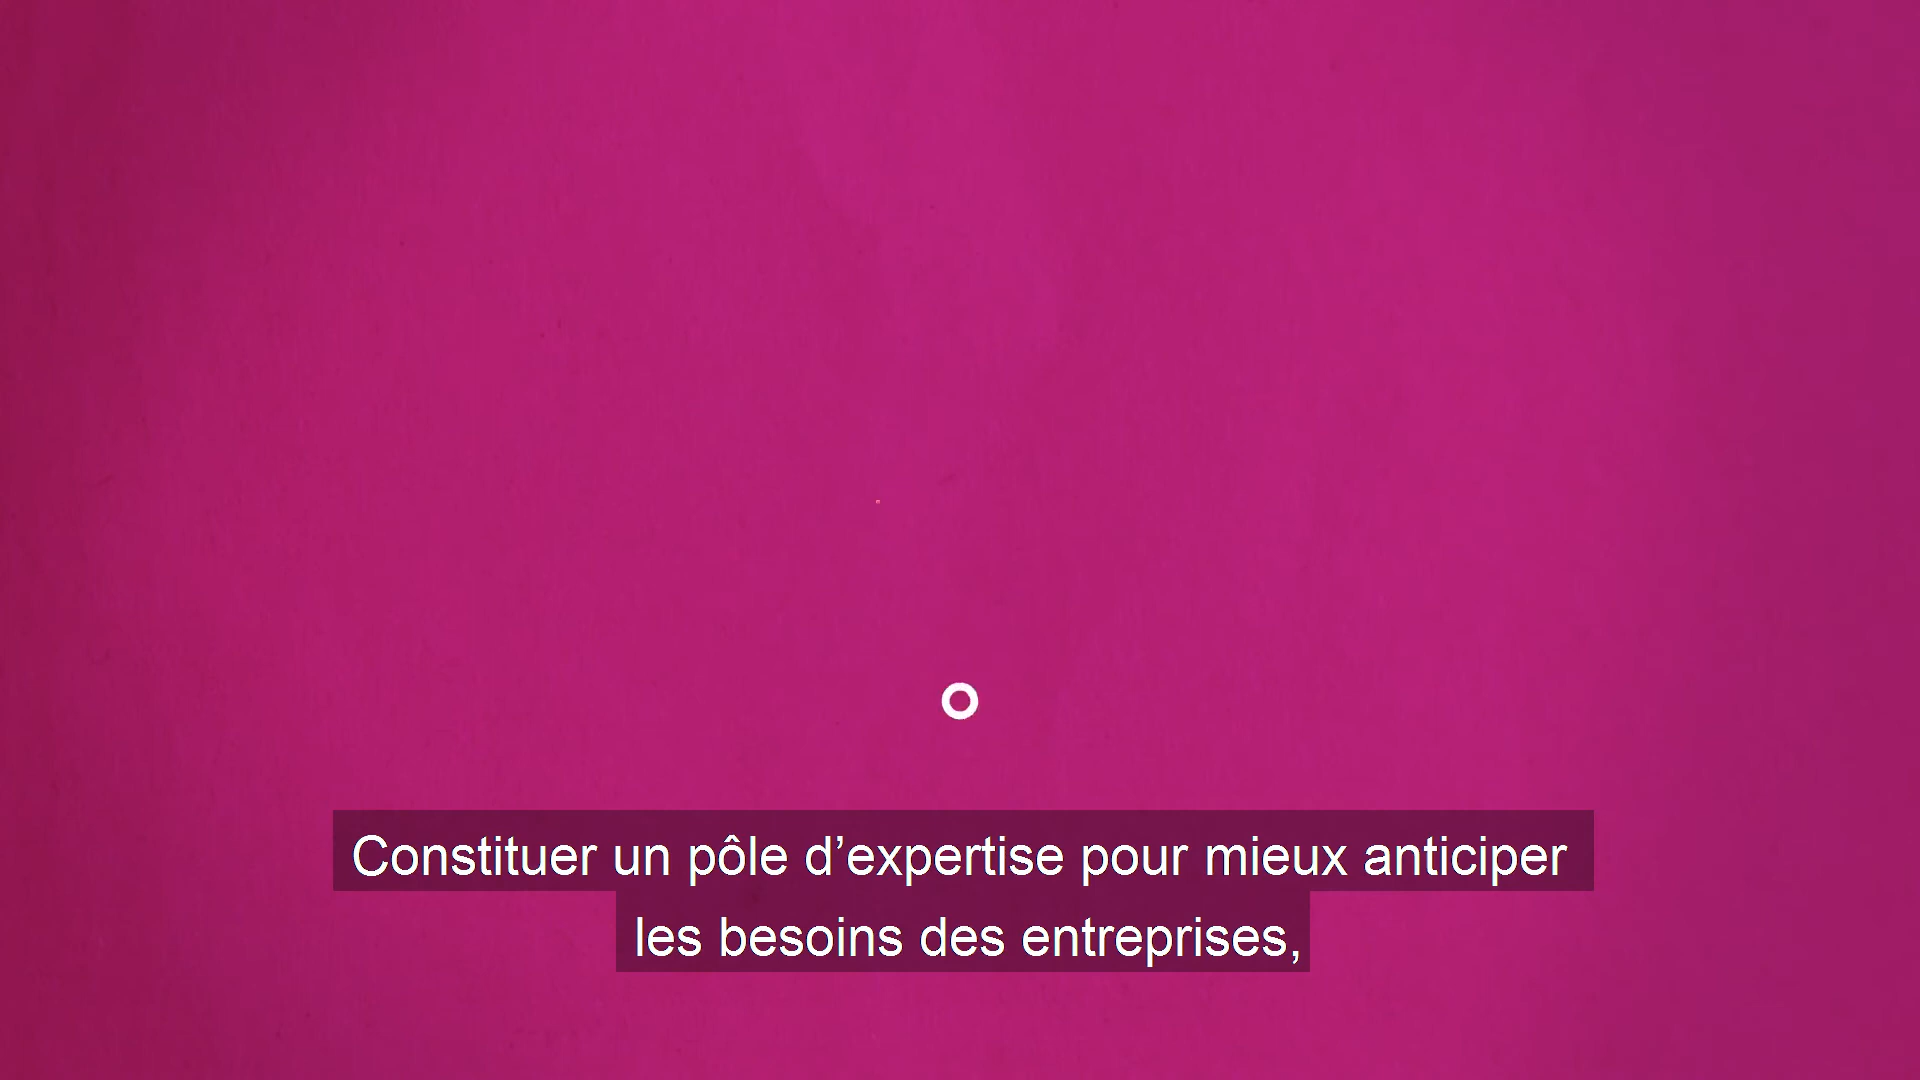 Constituer un pôle d’expertise pour mieux anticiper
les besoins des entreprises,